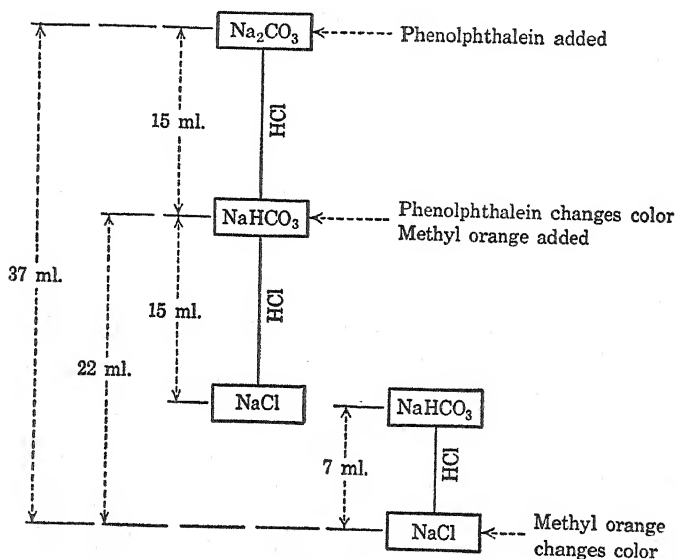 Na₂CO₃
Phenolphthalein added
15 ml.
HCl
NaHCO₃
Phenolphthalein changes color
Methyl orange added
37 ml.
15 ml.
HCl
22 ml.
NaCl
NaHCO₃
7 ml.
HCl
NaCl
Methyl orange
changes color